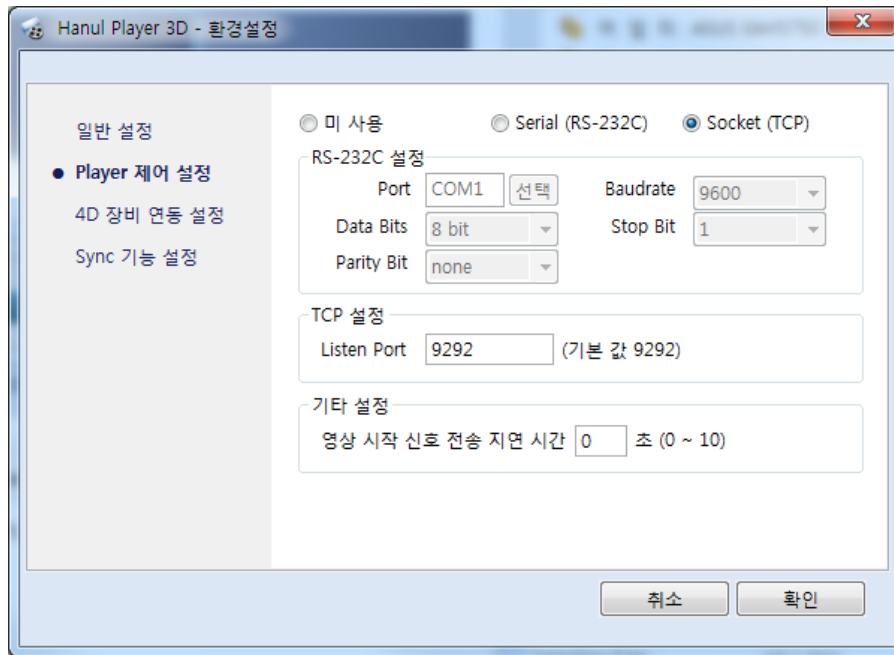 Hanul Player 3D - 환경설정
일반 설정
Player 제어 설정
4D 장비 연동 설정
Sync 기능 설정
미 사용 Serial (RS-232C) Socket (TCP)
RS-232C 설정
Port COM1 선택 Baudrate 9600
Data Bits 8 bit Stop Bit 1
Parity Bit none
TCP 설정
Listen Port 9292 (기본 값 9292)
기타 설정
영상 시작 신호 전송 지연 시간 0 초 (0 ~ 10)
취소 확인